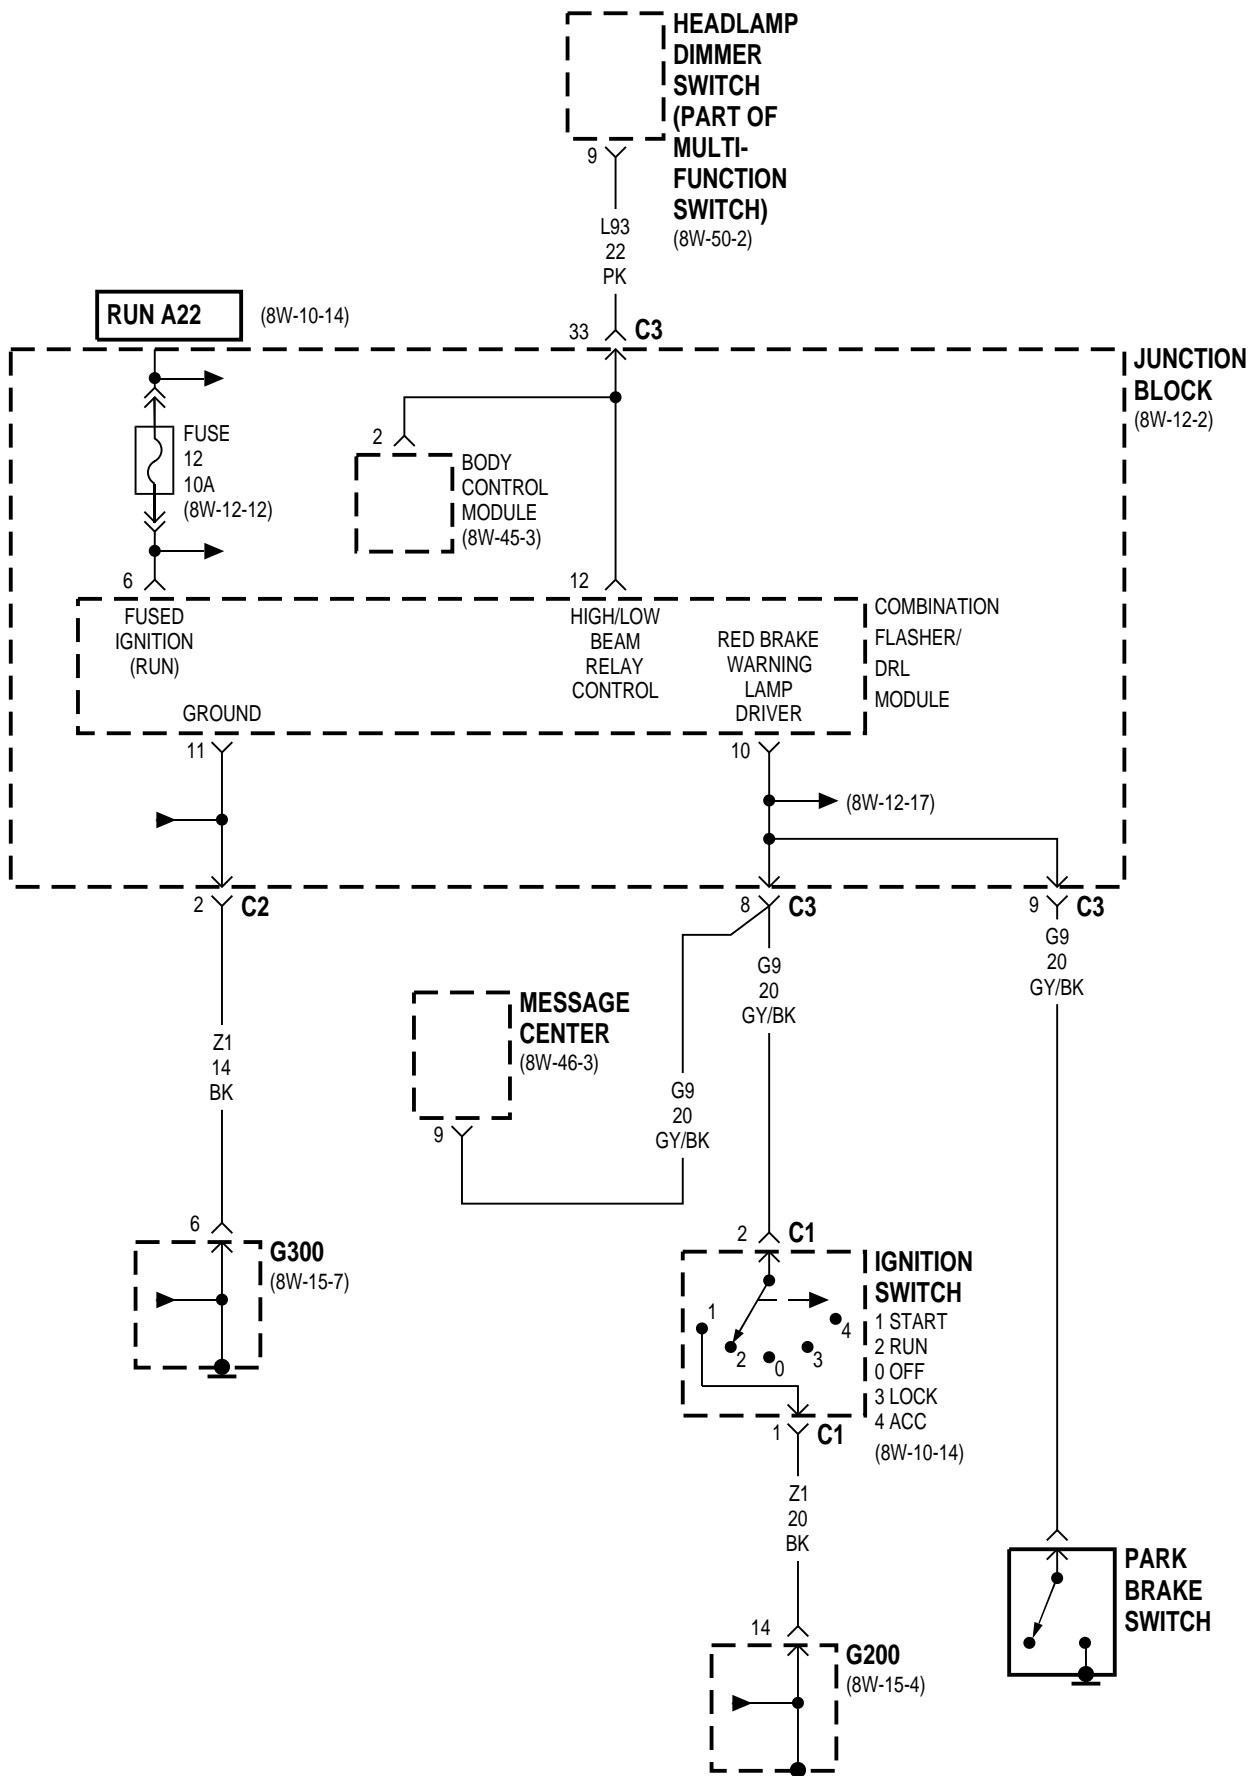 HEADLAMP
DIMMER
SWITCH
(PART OF
MULTI-
FUNCTION
SWITCH)
(8W-50-2)
9
L93
22
PK
RUN A22
(8W-10-14)
33
C3
JUNCTION
BLOCK
(8W-12-2)
FUSE
12
10A
(8W-12-12)
2
BODY
CONTROL
MODULE
(8W-45-3)
6
12
FUSED
IGNITION
(RUN)
HIGH/LOW
BEAM
RELAY
CONTROL
RED BRAKE
WARNING
LAMP
DRIVER
COMBINATION
FLASHER/
DRL
MODULE
GROUND
11
10
(8W-12-17)
2
C2
8
C3
9
C3
G9
20
GY/BK
G9
20
GY/BK
MESSAGE
CENTER
(8W-46-3)
Z1
14
BK
G9
20
GY/BK
9
6
G300
(8W-15-7)
2
C1
IGNITION
SWITCH
1 START
2 RUN
0 OFF
3 LOCK
4 ACC
(8W-10-14)
1
2
0
3
4
1
C1
Z1
20
BK
PARK
BRAKE
SWITCH
14
G200
(8W-15-4)